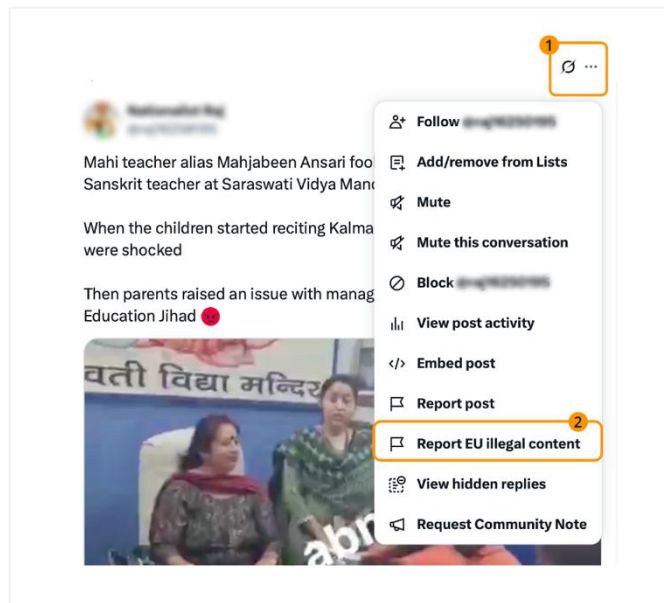 1
...
Mahi teacher alias Mahjabeen Ansari foo
Sanskrit teacher at Saraswati Vidya Mand
When the children started reciting Kalma
were shocked
Then parents raised an issue with manag
Education Jihad
वती विद्या मन्दिर
abn
Follow
Add/remove from Lists
Mute
Mute this conversation
Block
View post activity
Embed post
Report post
2
Report EU illegal content
View hidden replies
Request Community Note